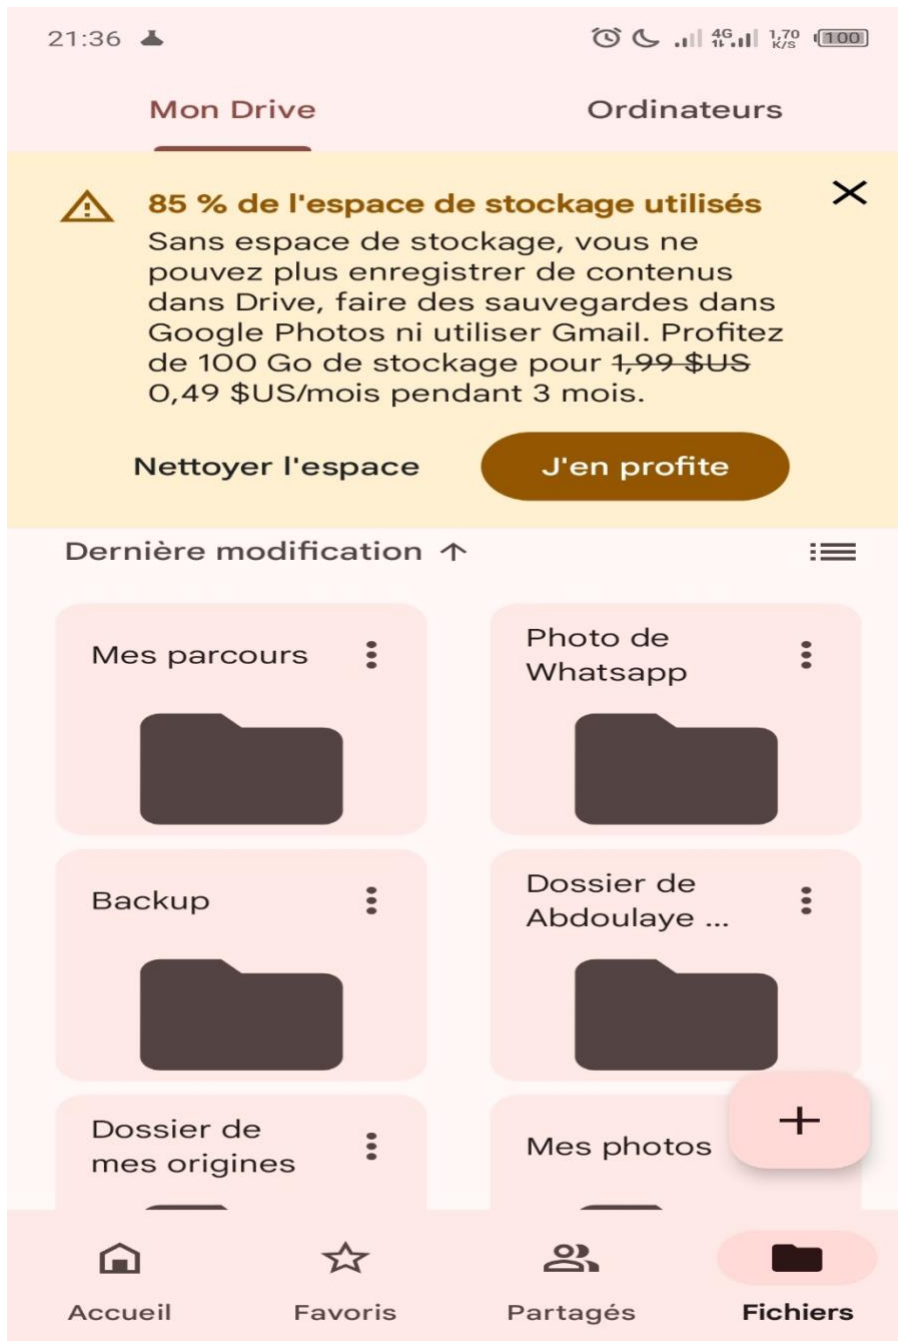 21:36
4G
1,70
K/S
100
Mon Drive
Ordinateurs
85 % de l'espace de stockage utilisés
Sans espace de stockage, vous ne
pouvez plus enregistrer de contenus
dans Drive, faire des sauvegardes dans
Google Photos ni utiliser Gmail. Profitez
de 100 Go de stockage pour 1,99 $US
0,49 $US/mois pendant 3 mois.
Nettoyer l'espace
J'en profite
Dernière modification
Mes parcours
Photo de
Whatsapp
Backup
Dossier de
Abdoulaye ...
Dossier de
mes origines
Mes photos
Accueil
Favoris
Partagés
Fichiers